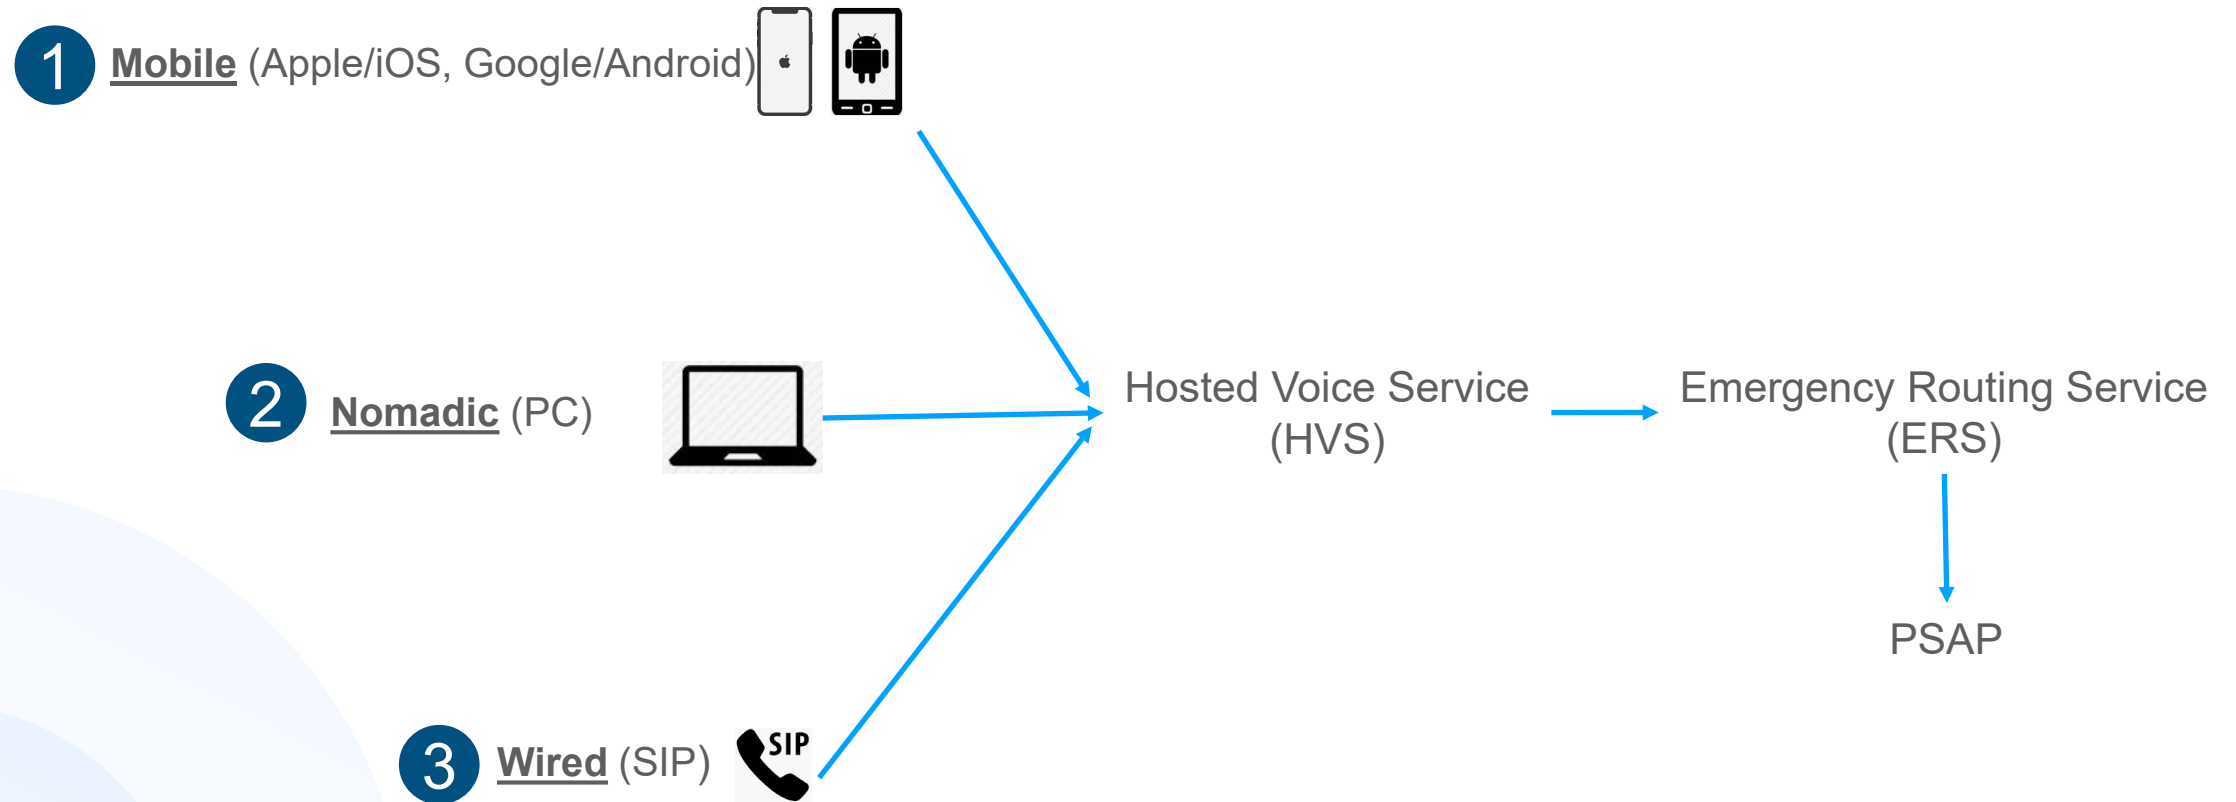 1 Mobile (Apple/iOS, Google/Android)
2 Nomadic (PC)
Hosted Voice Service
(HVS)
Emergency Routing Service
(ERS)
PSAP
3 Wired (SIP)
SIP